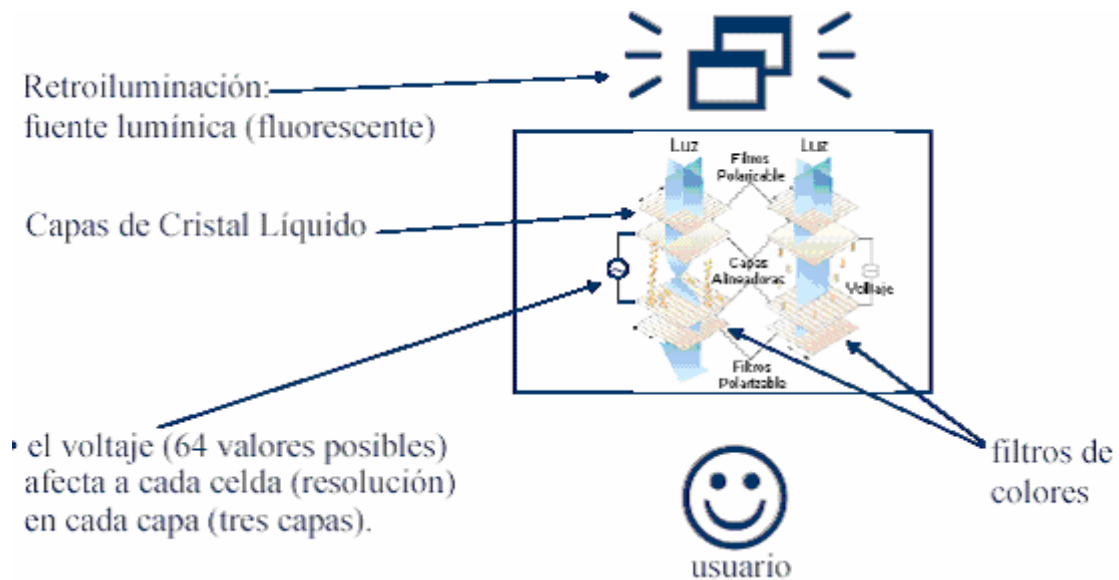 Retroiluminación:
fuente lumínica (fluorescente)
Luz
Luz
Filtros
Polarizable
Capas de Cristal Líquido
Capas
Alineadoras
Voltaje
Filtros
Polarizable
• el voltaje (64 valores posibles)
afecta a cada celda (resolución)
en cada capa (tres capas).
filtros de
colores
usuario